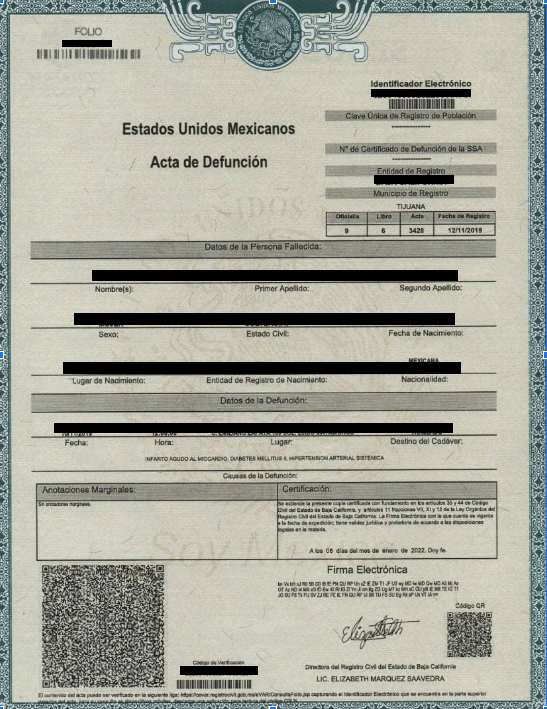 FOLIO
Identificador Electrónico
Clave Única de Registro de Población
---------------
Estados Unidos Mexicanos
Acta de Defunción
N° de Certificado de Defunción de la SSA
---------------
Entidad de Registro
Municipio de Registro
TIJUANA
Oficialía Libro Acta Fecha de Registro
9 6 3428 12/11/2019
Datos de la Persona Fallecida:
Nombre(s): Primer Apellido: Segundo Apellido:
Sexo: Estado Civil: Fecha de Nacimiento:
MEXICANA
Lugar de Nacimiento: Entidad de Registro de Nacimiento: Nacionalidad:
Datos de la Defunción:
Fecha: Hora: Lugar: Destino del Cadáver:
INFARTO AGUDO AL MIOCARDIO, DIABETES MELLITUS II, HIPERTENSION ARTERIAL SISTEMICA
Causas de la Defunción:
Anotaciones Marginales: Certificación:
Sin anotaciones marginales.
Se extiende la presente copia certificada con fundamento en los artículos 35 y 44 de Código
Civil del Estado de Baja California, y artículos 11 fracciones VII, XI y 12 de la Ley Orgánica del
Registro Civil del Estado de Baja California. La Firma Electrónica con la que cuenta es vigente
a la fecha de expedición; tiene validez jurídica y probatoria de acuerdo a las disposiciones
legales en la materia.
A los 05 días del mes de enero de 2022. Doy fe.
Firma Electrónica
Código QR
Código de Verificación
Directora del Registro Civil del Estado de Baja California
LIC. ELIZABETH MARQUEZ SAAVEDRA
El contenido del acta puede ser verificado en la siguiente liga: capturando el Identificador Electrónico que se encuentra en la parte superior